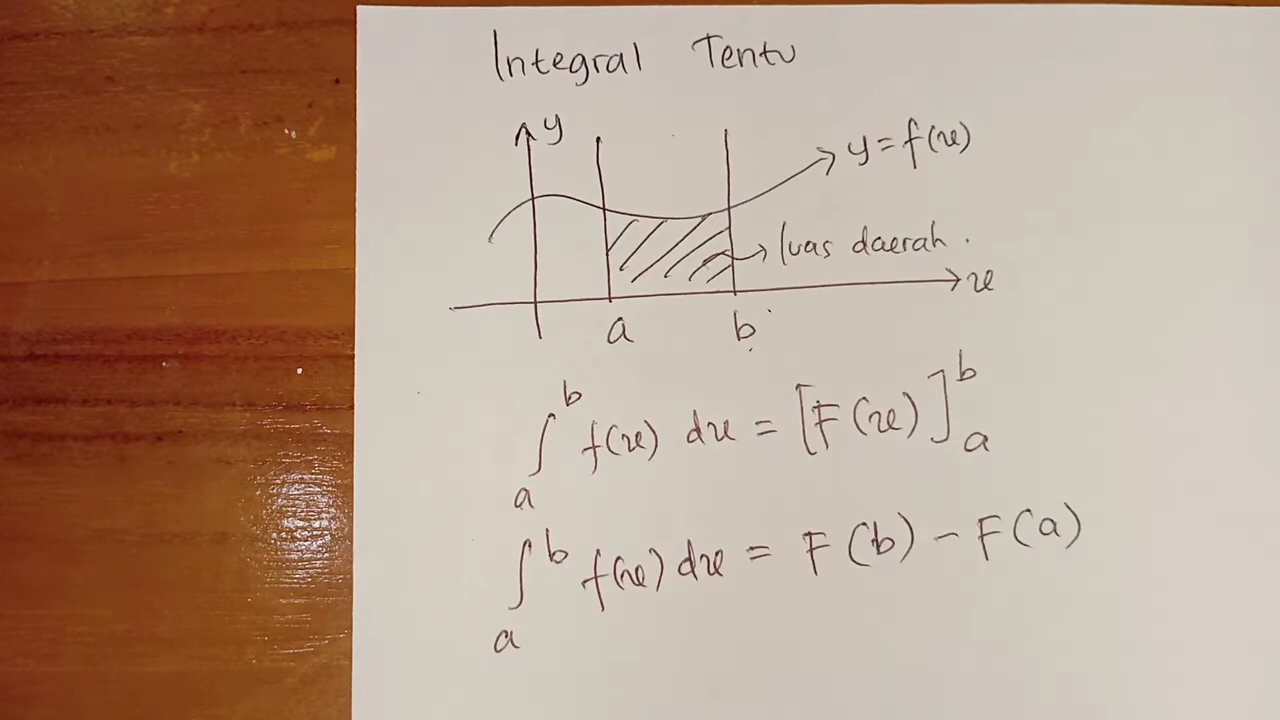 Integral Tentu
y
y = f(x)
luas daerah .
x
a b
∫ₐᵇ f(x) dx = [F(x)]ₐᵇ
∫ₐᵇ f(x) dx = F(b) - F(a)